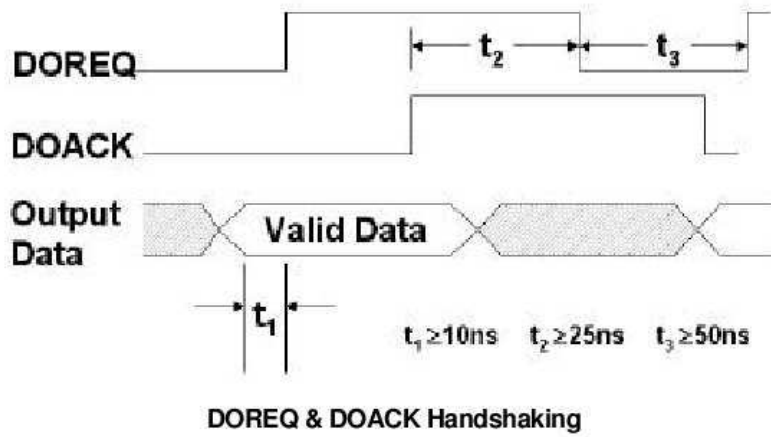 DOREQ
t₂
t₃
DOACK
Output
Data
Valid Data
t₁
t₁≥10ns t₂≥25ns t₃≥50ns
DOREQ & DOACK Handshaking